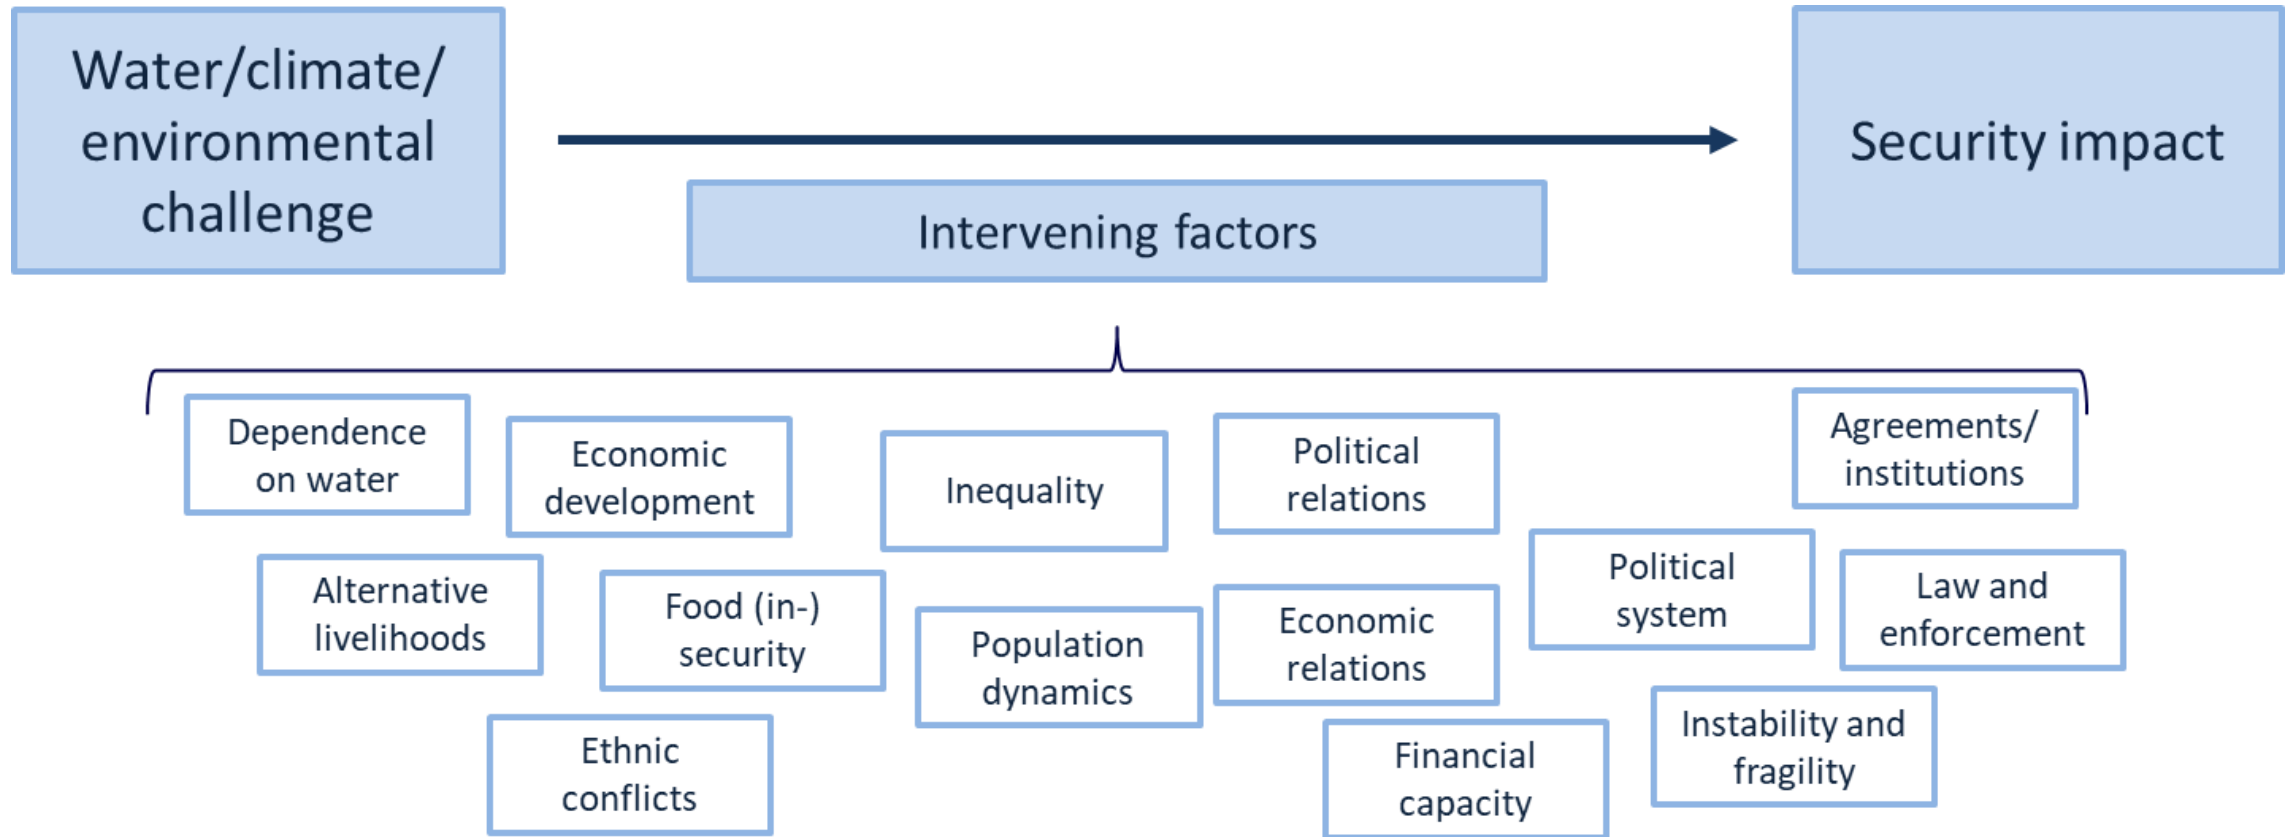 Water/climate/
environmental
challenge
Security impact
Intervening factors
Dependence
on water
Economic
development
Inequality
Political
relations
Agreements/
institutions
Alternative
livelihoods
Food (in-)
security
Population
dynamics
Economic
relations
Political
system
Law and
enforcement
Ethnic
conflicts
Financial
capacity
Instability and
fragility